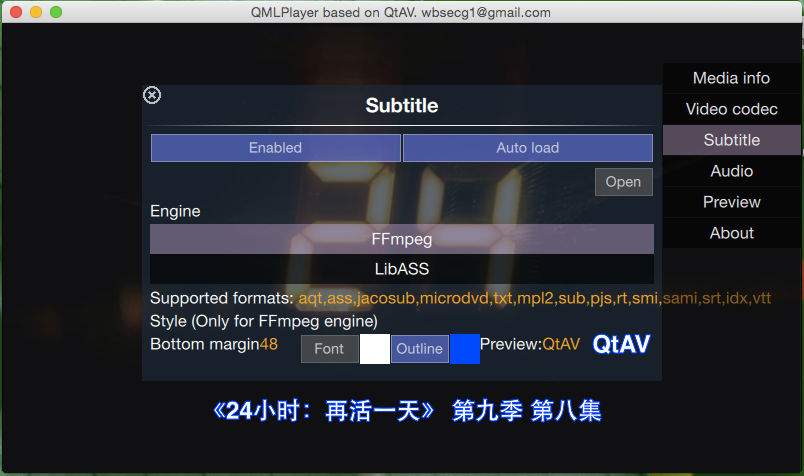 QMLPlayer based on QtAV. wbsecg1@gmail.com
Subtitle
Enabled Auto load
Open
Engine
FFmpeg
LibASS
Supported formats: aqt,ass,jacosub,microdvd,txt,mpl2,sub,pjs,rt,smi,sami,srt,idx,vtt
Style (Only for FFmpeg engine)
Bottom margin48 Font Outline Preview:QtAV QtAV
Media info
Video codec
Subtitle
Audio
Preview
About
24
《24小时：再活一天》 第九季 第八集